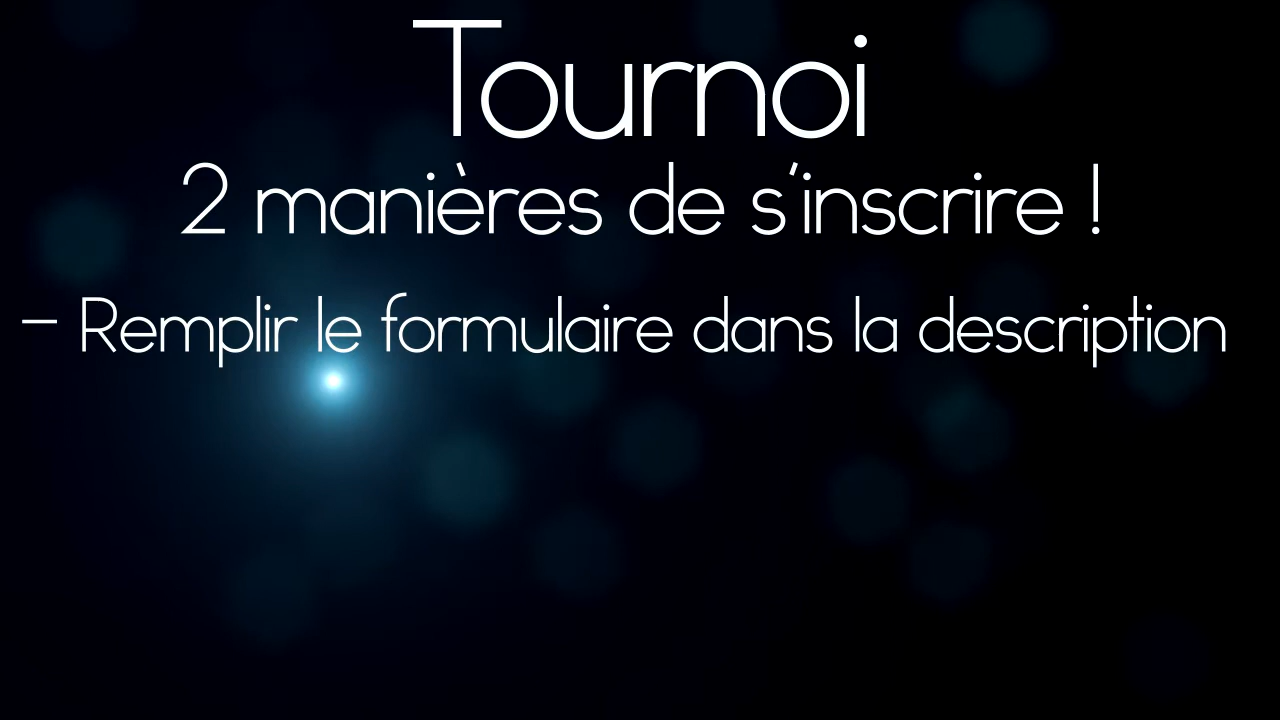 Tournoi
2 manières de s'inscrire !
- Remplir le formulaire dans la description